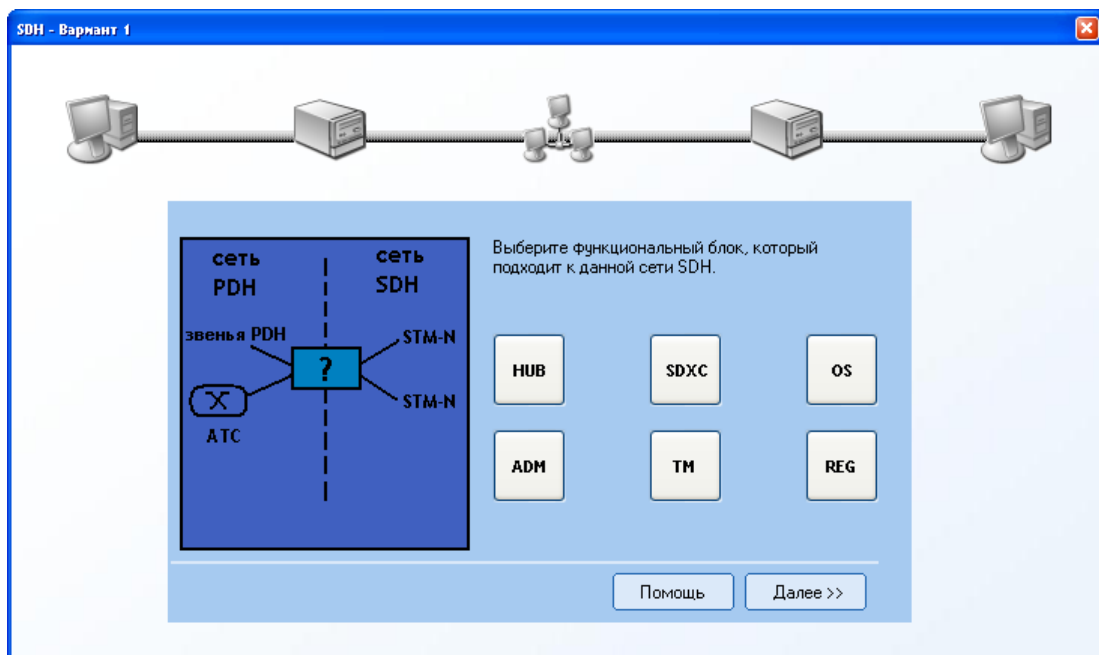 SDH - Вариант 1
сеть
PDH
сеть
SDH
звенья PDH
STM-N
?
STM-N
АТС
Выберите функциональный блок, который
подходит к данной сети SDH.
HUB
SDXC
OS
ADM
TM
REG
Помощь
Далее >>